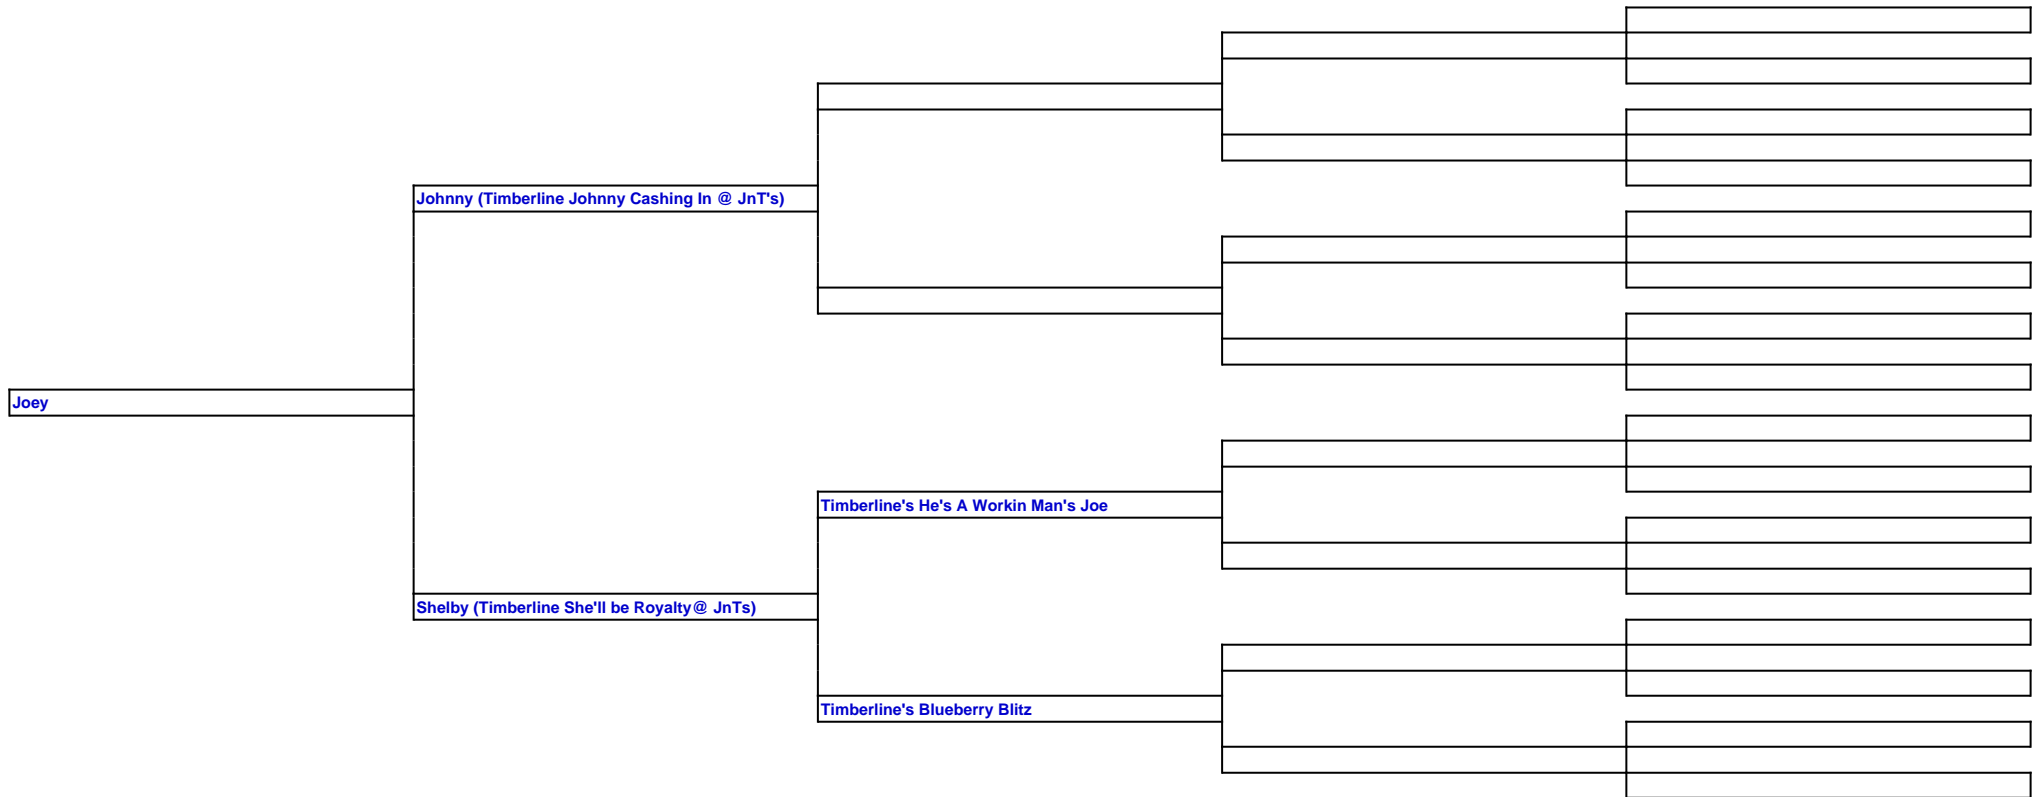 Johnny (Timberline Johnny Cashing In @ JnT's)
Joey
Timberline's He's A Workin Man's Joe
Shelby (Timberline She'll be Royalty@ JnTs)
Timberline's Blueberry Blitz